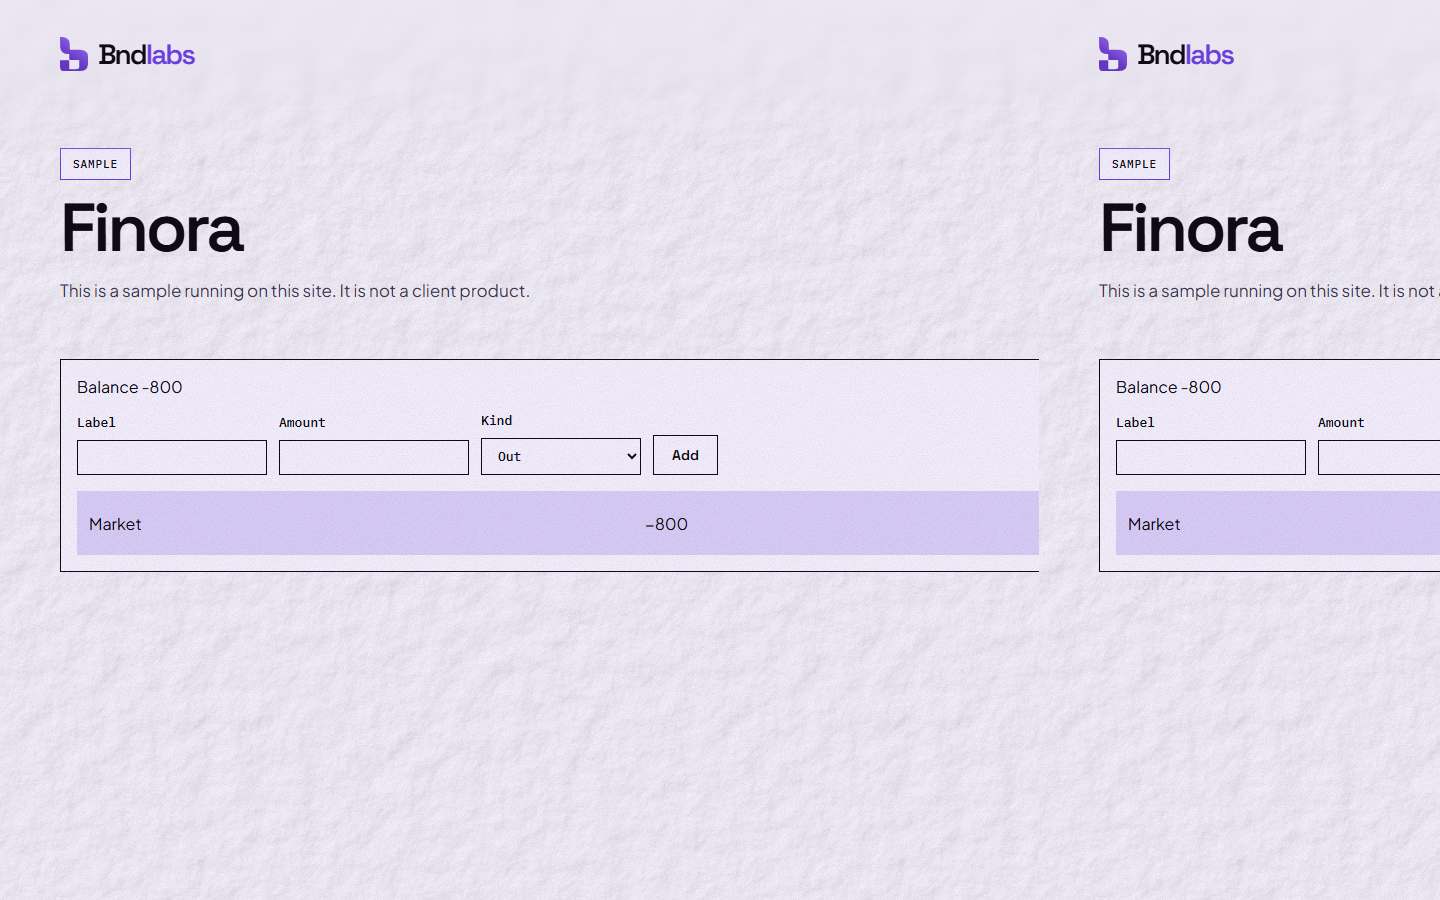 Bndlabs
SAMPLE
Finora
This is a sample running on this site. It is not a client product.
Balance -800
Label
Amount
Kind
Out
Add
Market
–800
Bndlabs
SAMPLE
Finora
This is a sample running on this site. It is not
Balance -800
Label
Amount
Market